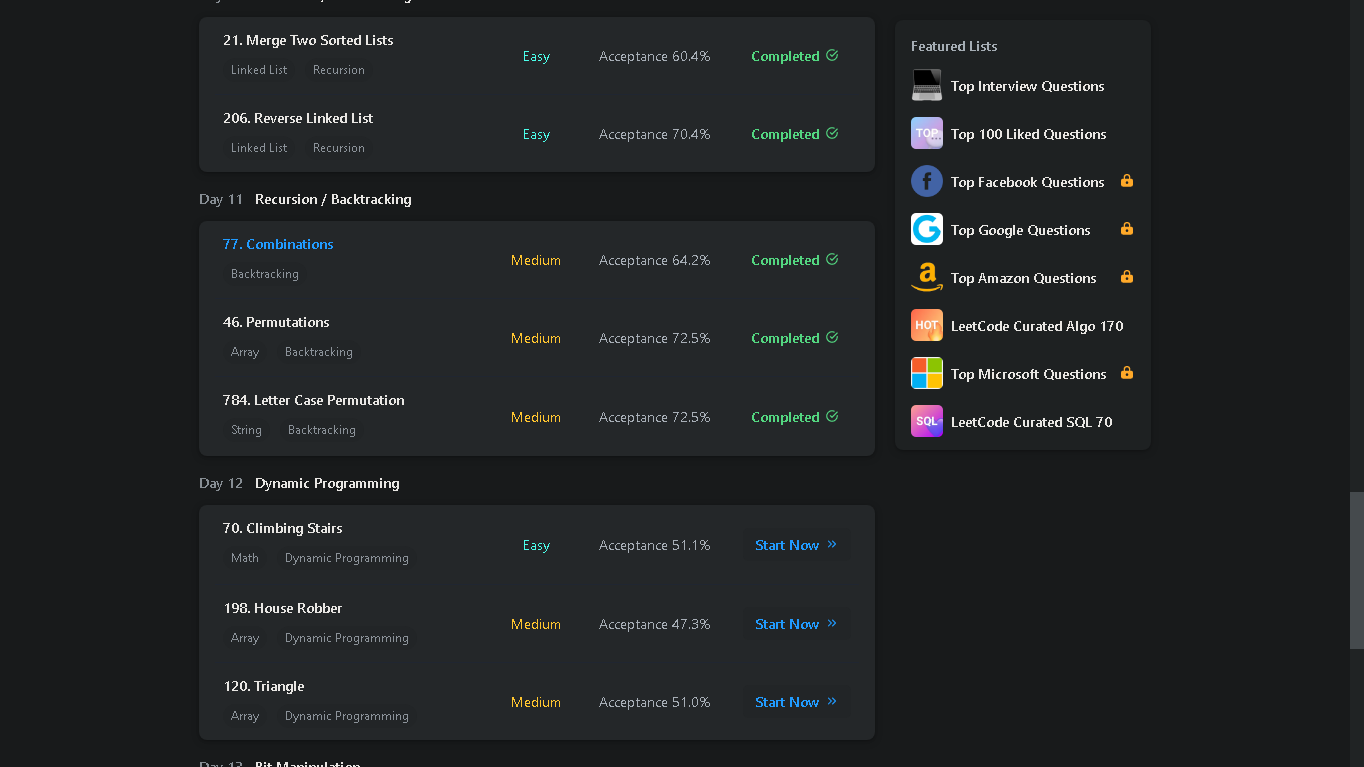 21. Merge Two Sorted Lists
Easy
Acceptance 60.4%
Completed
Linked List
Recursion
206. Reverse Linked List
Easy
Acceptance 70.4%
Completed
Linked List
Recursion
Day 11 Recursion / Backtracking
77. Combinations
Medium
Acceptance 64.2%
Completed
Backtracking
46. Permutations
Medium
Acceptance 72.5%
Completed
Array
Backtracking
784. Letter Case Permutation
Medium
Acceptance 72.5%
Completed
String
Backtracking
Day 12 Dynamic Programming
70. Climbing Stairs
Easy
Acceptance 51.1%
Start Now
Math
Dynamic Programming
198. House Robber
Medium
Acceptance 47.3%
Start Now
Array
Dynamic Programming
120. Triangle
Medium
Acceptance 51.0%
Start Now
Array
Dynamic Programming
Day 13 Bit Manipulation
Featured Lists
Top Interview Questions
TOP
Top 100 Liked Questions
f
Top Facebook Questions
G
Top Google Questions
a
Top Amazon Questions
HOT
LeetCode Curated Algo 170
Top Microsoft Questions
SQL
LeetCode Curated SQL 70